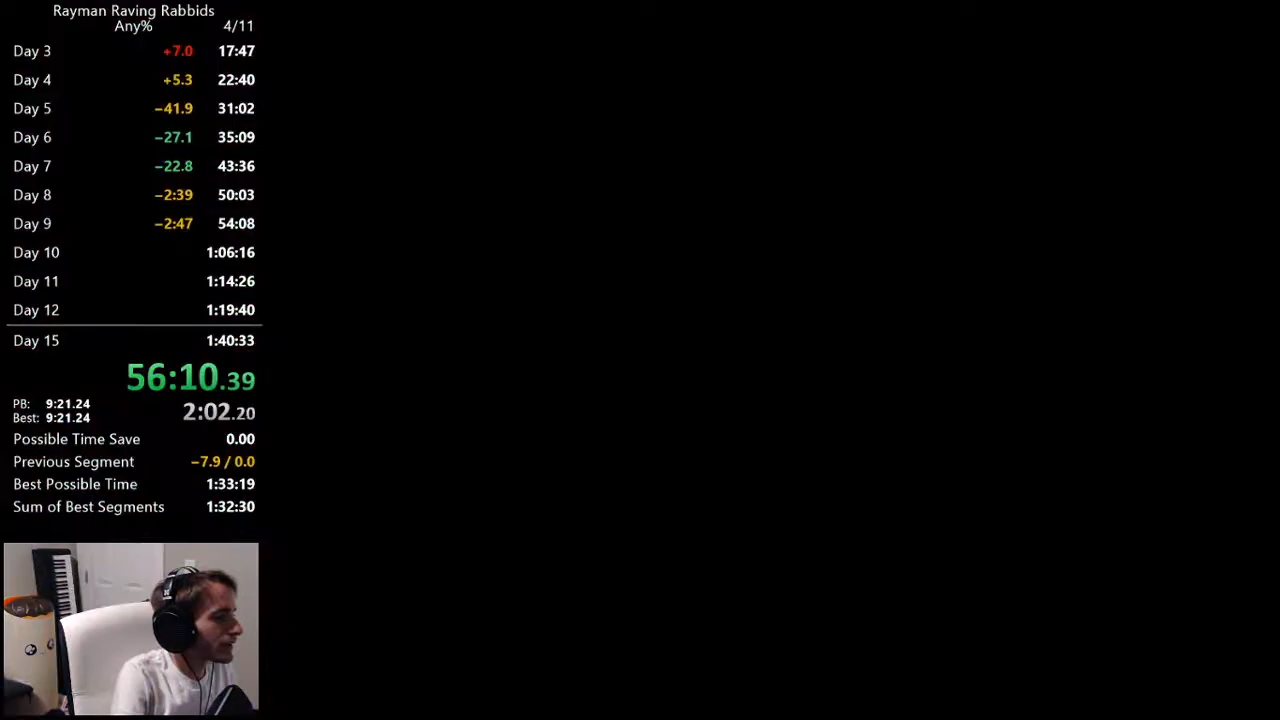 Rayman Raving Rabbids
Any% 4/11
Day 3 +7.0 17:47
Day 4 +5.3 22:40
Day 5 −41.9 31:02
Day 6 −27.1 35:09
Day 7 −22.8 43:36
Day 8 −2:39 50:03
Day 9 −2:47 54:08
Day 10 1:06:16
Day 11 1:14:26
Day 12 1:19:40
Day 15 1:40:33
56:10.39
PB: 9:21.24
Best: 9:21.24
2:02.20
Possible Time Save 0.00
Previous Segment −7.9 / 0.0
Best Possible Time 1:33:19
Sum of Best Segments 1:32:30